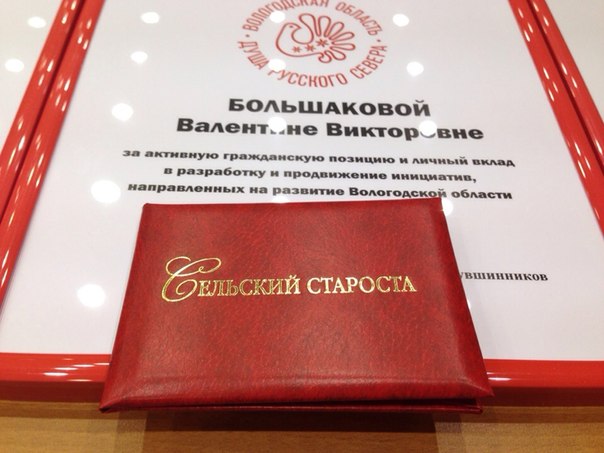 ВОЛОГОДСКАЯ ОБЛАСТЬ
ДУША РУССКОГО СЕВЕРА
БОЛЬШАКОВОЙ
Валентине Викторовне
за активную гражданскую позицию и личный вклад
в разработку и продвижение инициатив,
направленных на развитие Вологодской области
увшинников
СЕЛЬСКИЙ СТАРОСТА